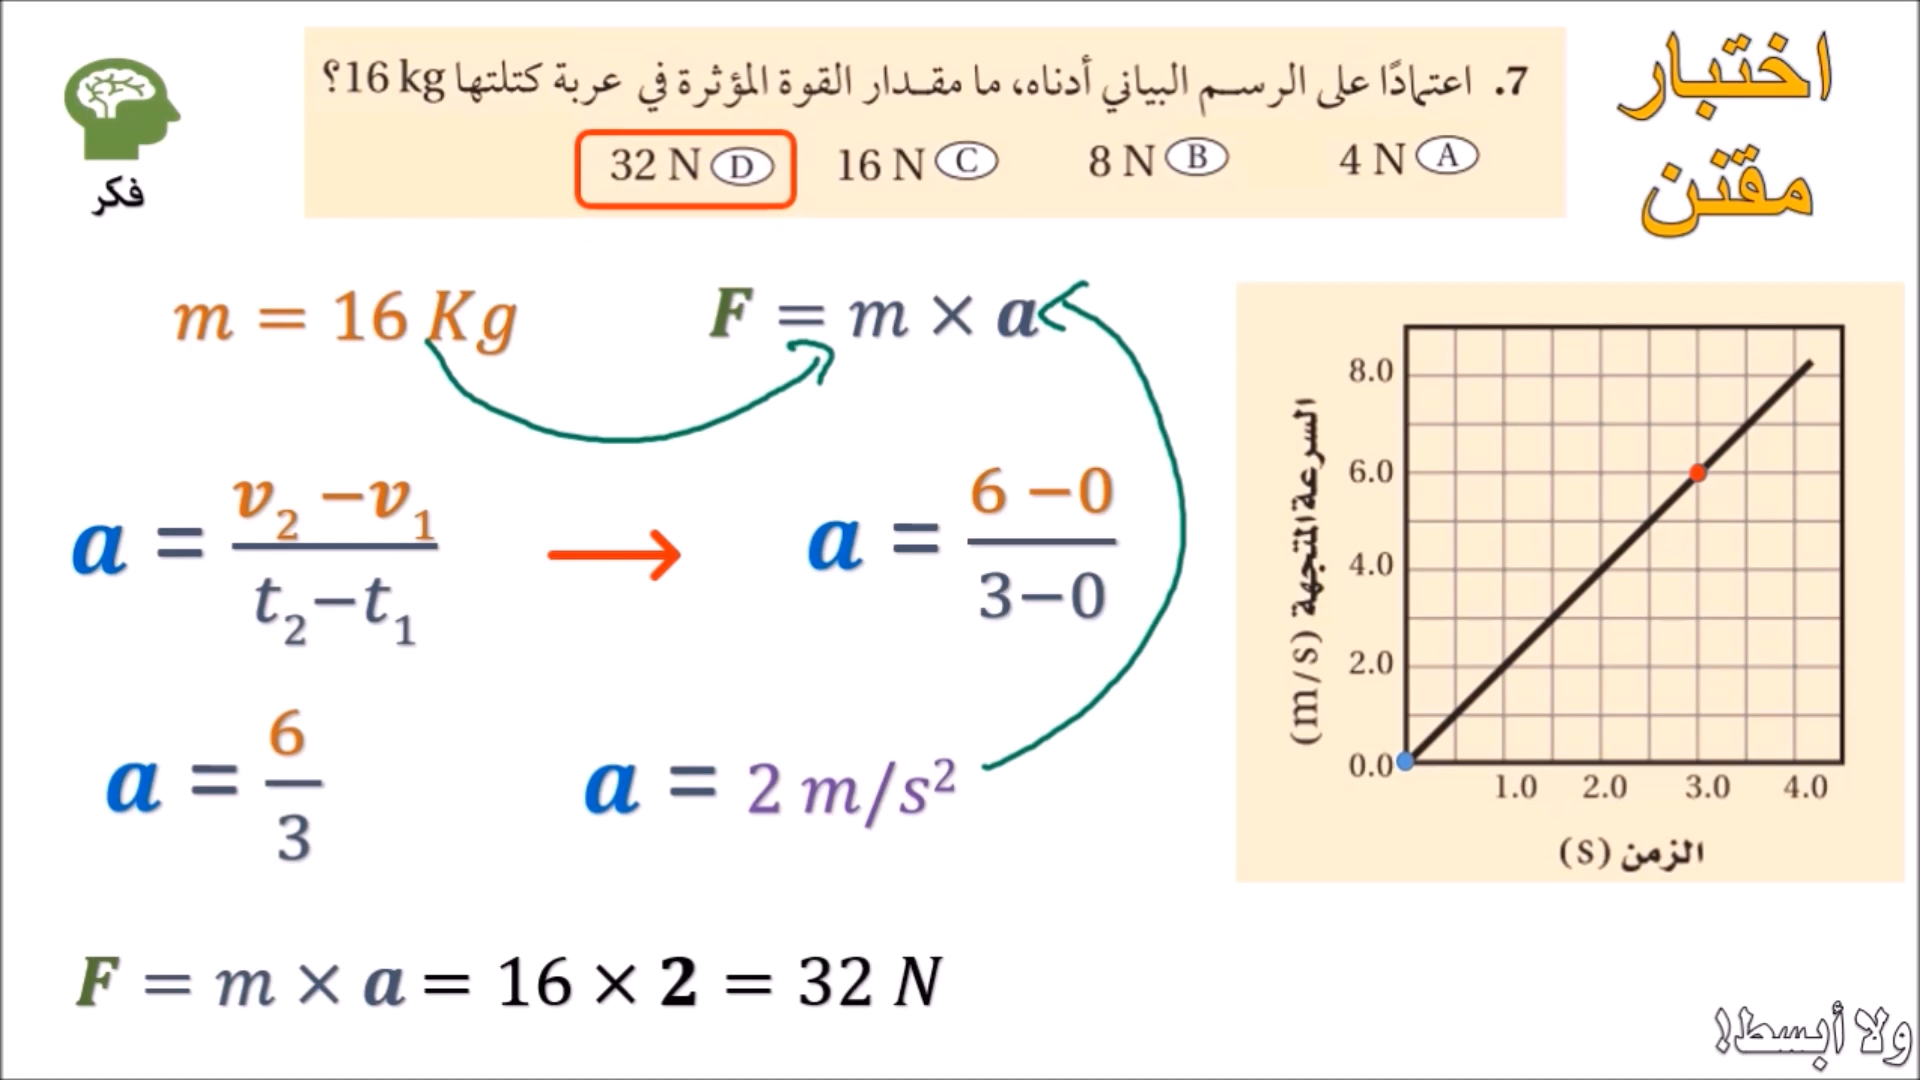 اختبار
مقنن
7. اعتمادًا على الرسم البياني أدناه، ما مقدار القوة المؤثرة في عربة كتلتها 16 kg؟
4 N A 8 N B 16 N C 32 N D
فكر
m = 16 Kg
F = m × a
a = (v₂ − v₁) / (t₂ − t₁) → a = (6 − 0) / (3 − 0)
a = 6 / 3
a = 2 m/s²
F = m × a = 16 × 2 = 32 N
السرعة المتجهة (m/s)
8.0
6.0
4.0
2.0
0.0
1.0 2.0 3.0 4.0
الزمن (s)
ولا أبسط!